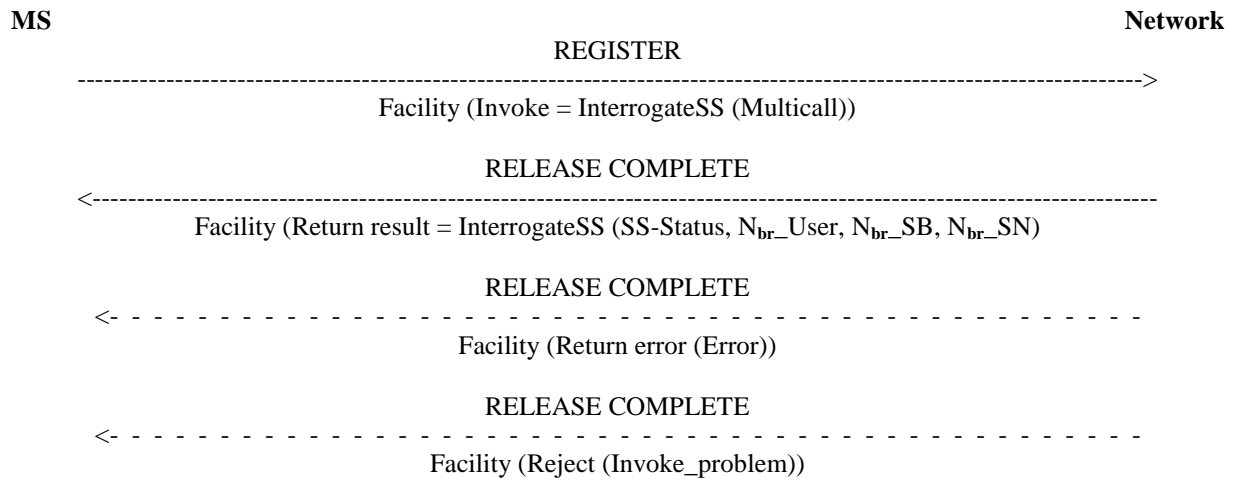 MS Network
REGISTER
------------------------------------------------------------------------------------------------------------------------->
Facility (Invoke = InterrogateSS (Multicall))
RELEASE COMPLETE
<-------------------------------------------------------------------------------------------------------------------------
Facility (Return result = InterrogateSS (SS-Status, Nbr_User, Nbr_SB, Nbr_SN)
RELEASE COMPLETE
<- - - - - - - - - - - - - - - - - - - - - - - - - - - - - - - - - - - - - - - - - - - - - - - -
Facility (Return error (Error))
RELEASE COMPLETE
<- - - - - - - - - - - - - - - - - - - - - - - - - - - - - - - - - - - - - - - - - - - - - - - -
Facility (Reject (Invoke_problem))